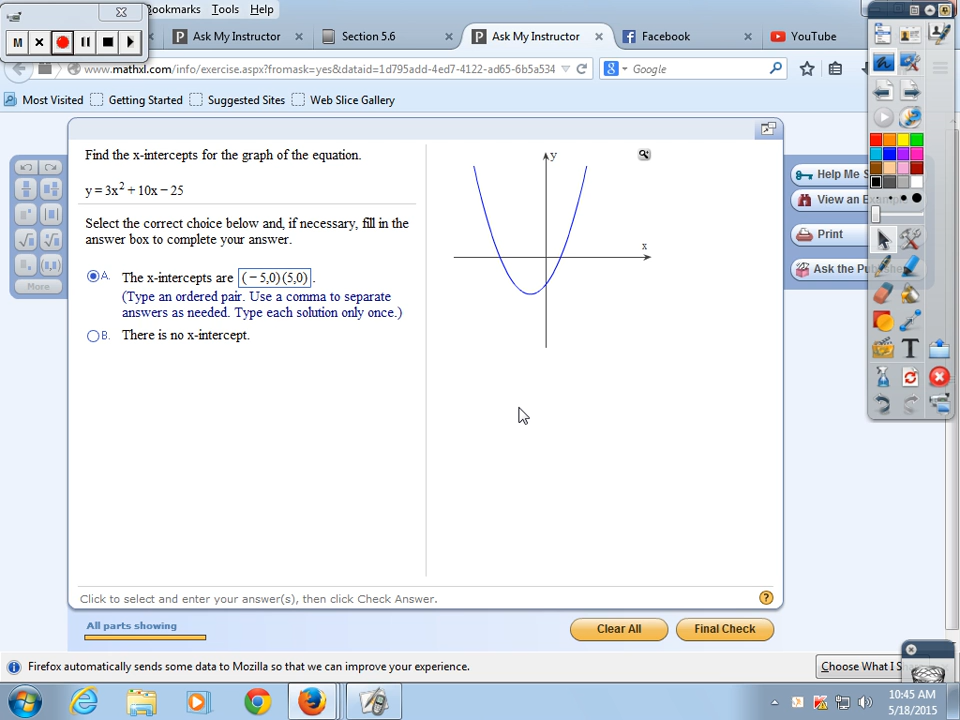 Bookmarks Tools Help
M
Ask My Instructor
Section 5.6
Ask My Instructor
Facebook
YouTube
www.mathxl.com/info/exercise.aspx?fromask=yes&dataid=1d795add-4ed7-4122-ad65-6b5a534
Google
Most Visited
Getting Started
Suggested Sites
Web Slice Gallery
Find the x-intercepts for the graph of the equation.
y = 3x² + 10x − 25
Select the correct choice below and, if necessary, fill in the
answer box to complete your answer.
A. The x-intercepts are (−5,0)(5,0).
(Type an ordered pair. Use a comma to separate
answers as needed. Type each solution only once.)
B. There is no x-intercept.
y
x
More
Help Me S
View an
Print
Ask the
T
Click to select and enter your answer(s), then click Check Answer.
All parts showing
Clear All
Final Check
Firefox automatically sends some data to Mozilla so that we can improve your experience.
Choose What I
10:45 AM
5/18/2015